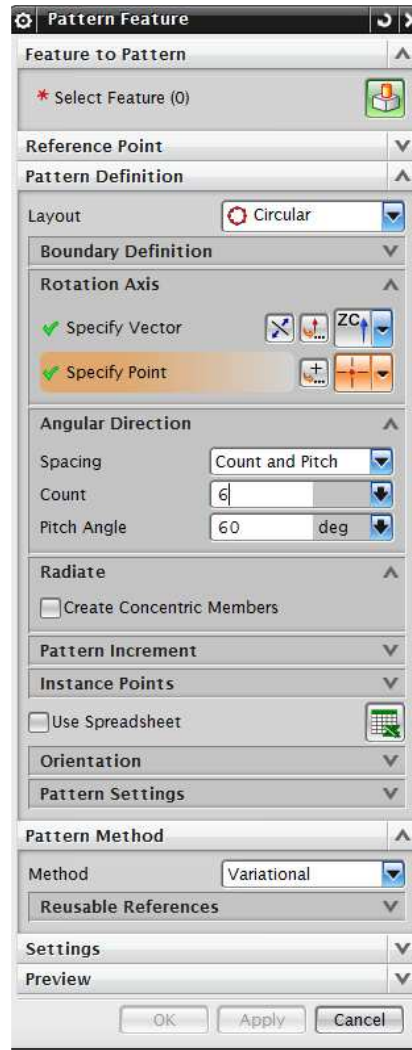 Pattern Feature
Feature to Pattern
* Select Feature (0)
Reference Point
Pattern Definition
Layout Circular
Boundary Definition
Rotation Axis
Specify Vector ZC
Specify Point
Angular Direction
Spacing Count and Pitch
Count 6
Pitch Angle 60 deg
Radiate
Create Concentric Members
Pattern Increment
Instance Points
Use Spreadsheet
Orientation
Pattern Settings
Pattern Method
Method Variational
Reusable References
Settings
Preview
OK Apply Cancel